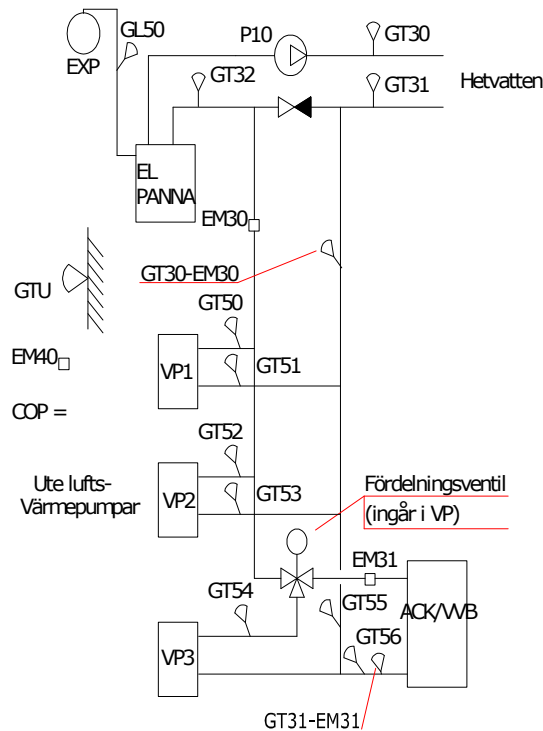 GL50
P10
GT30
EXP
GT32
GT31
Hetvatten
EL
PANNA
EM30
GT30-EM30
GTU
GT50
EM40
VP1
GT51
COP =
GT52
Ute lufts-
Värmepumpar
VP2
GT53
Fördelningsventil
(ingår i VP)
EM31
GT54
GT55
ACK/VVB
GT56
VP3
GT31-EM31